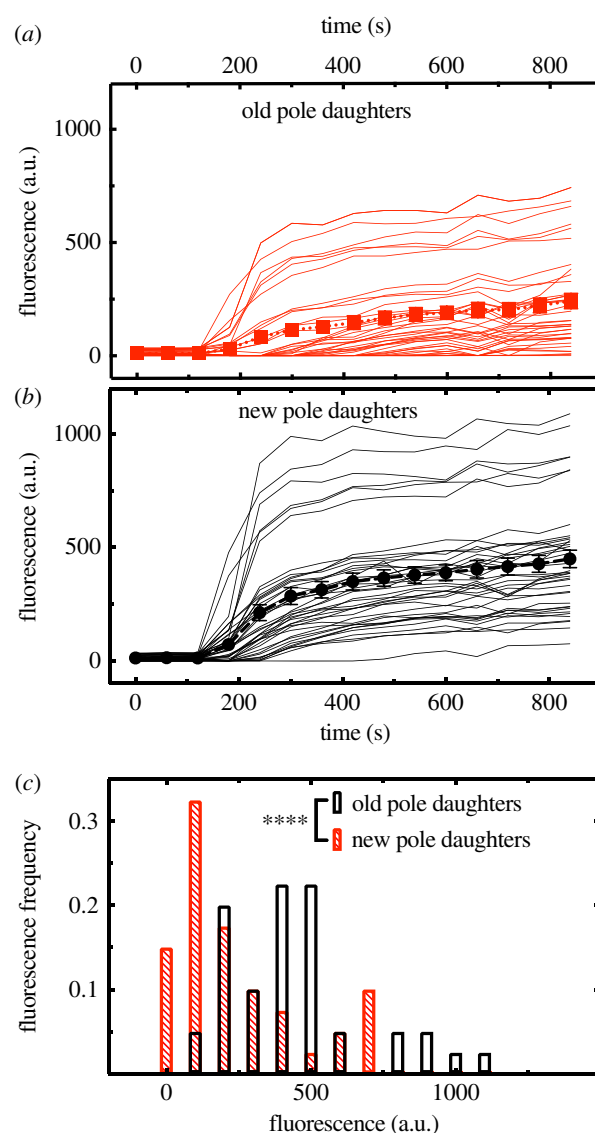 (a)
time (s)
0 200 400 600 800
old pole daughters
fluorescence (a.u.)
1000
500
0
(b)
new pole daughters
fluorescence (a.u.)
1000
500
0
0 200 400 600 800
time (s)
(c)
old pole daughters
****
new pole daughters
fluorescence frequency
0.3
0.2
0.1
0 500 1000
fluorescence (a.u.)